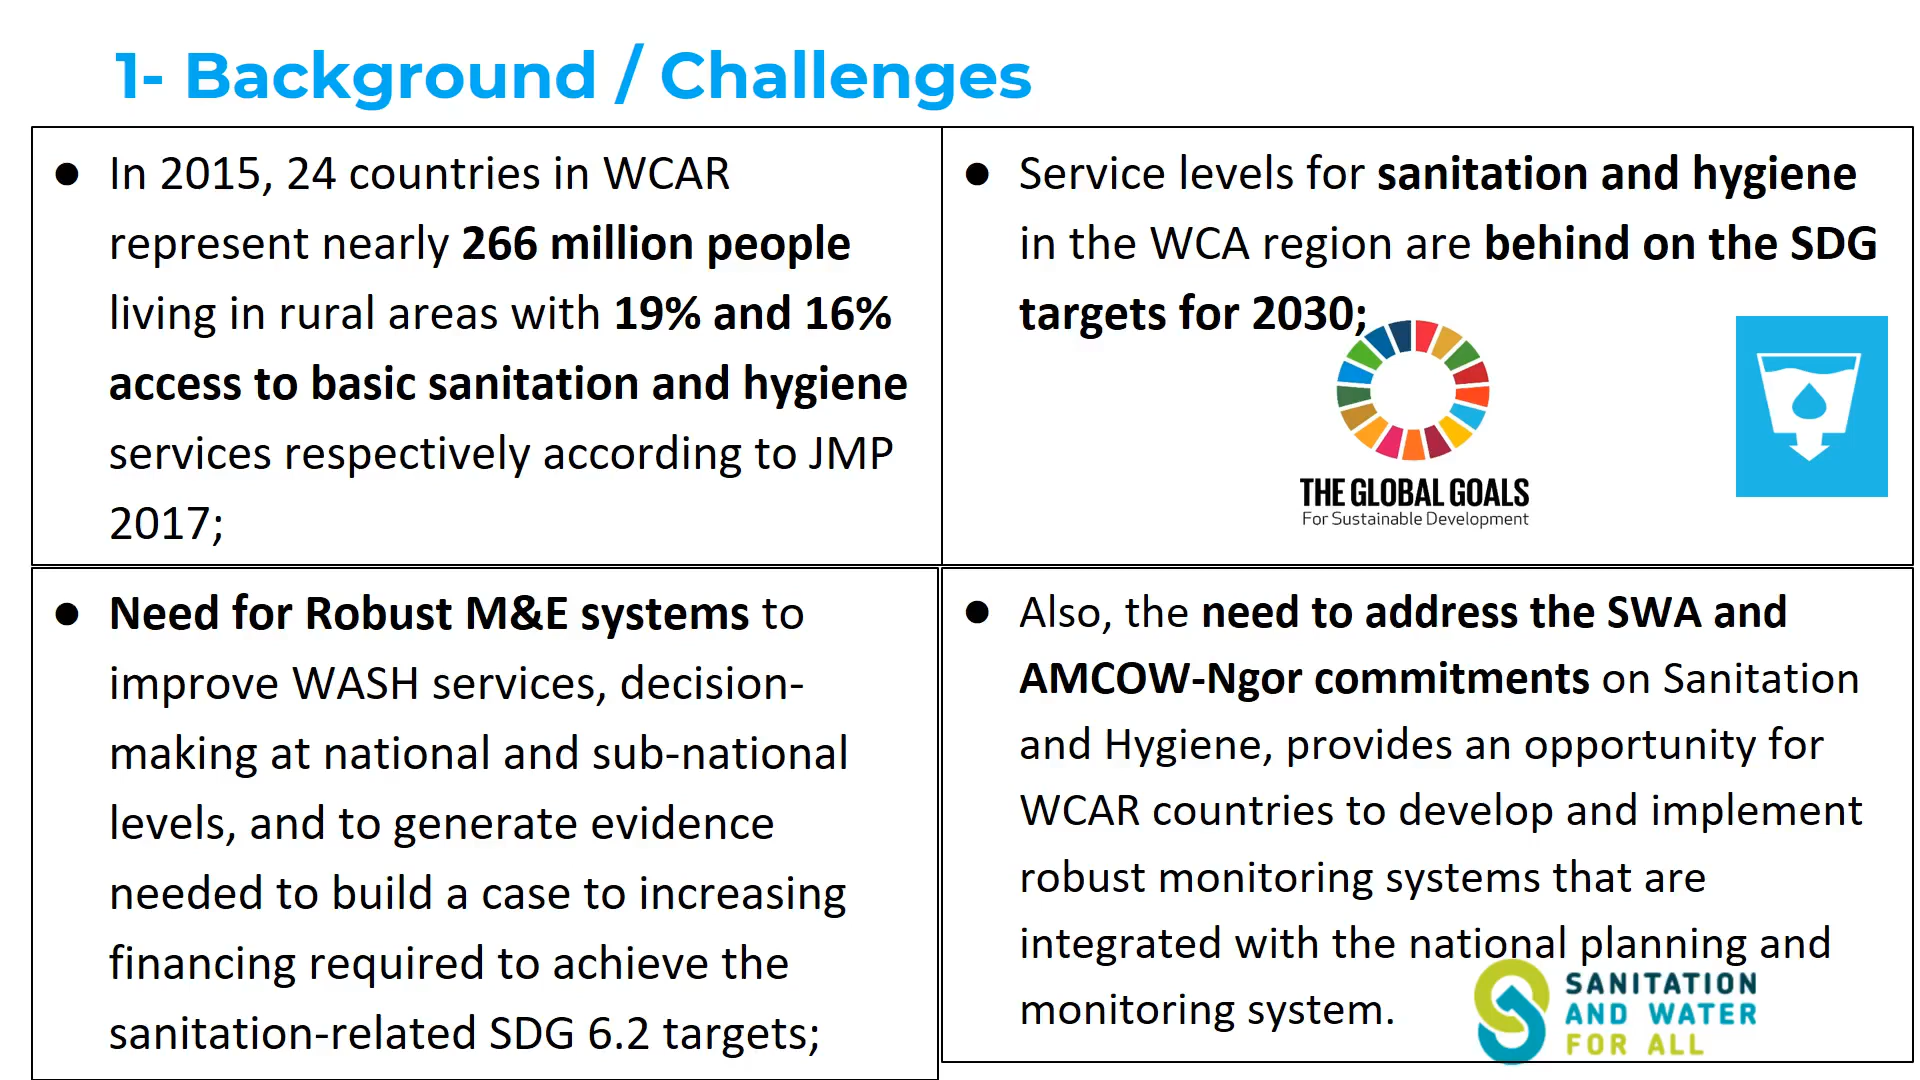 1- Background / Challenges
● In 2015, 24 countries in WCAR
represent nearly 266 million people
living in rural areas with 19% and 16%
access to basic sanitation and hygiene
services respectively according to JMP
2017;
● Service levels for sanitation and hygiene
in the WCA region are behind on the SDG
targets for 2030;
THE GLOBAL GOALS
For Sustainable Development
● Need for Robust M&E systems to
improve WASH services, decision-
making at national and sub-national
levels, and to generate evidence
needed to build a case to increasing
financing required to achieve the
sanitation-related SDG 6.2 targets;
● Also, the need to address the SWA and
AMCOW-Ngor commitments on Sanitation
and Hygiene, provides an opportunity for
WCAR countries to develop and implement
robust monitoring systems that are
integrated with the national planning and
monitoring system.
SANITATION
AND WATER
FOR ALL